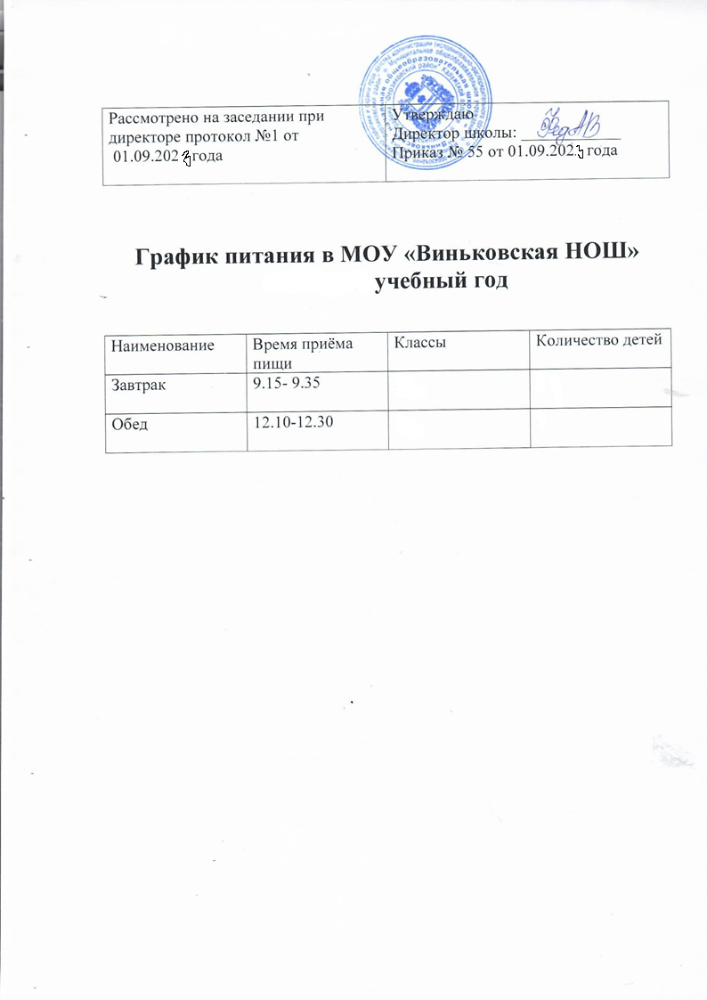 Рассмотрено на заседании при
директоре протокол №1 от
01.09.202 года
Утверждаю
Директор школы:
Приказ № 55 от 01.09.202 года
График питания в МОУ «Виньковская НОШ»
учебный год
Наименование
Время приёма
пищи
Классы
Количество детей
Завтрак
9.15- 9.35
Обед
12.10-12.30